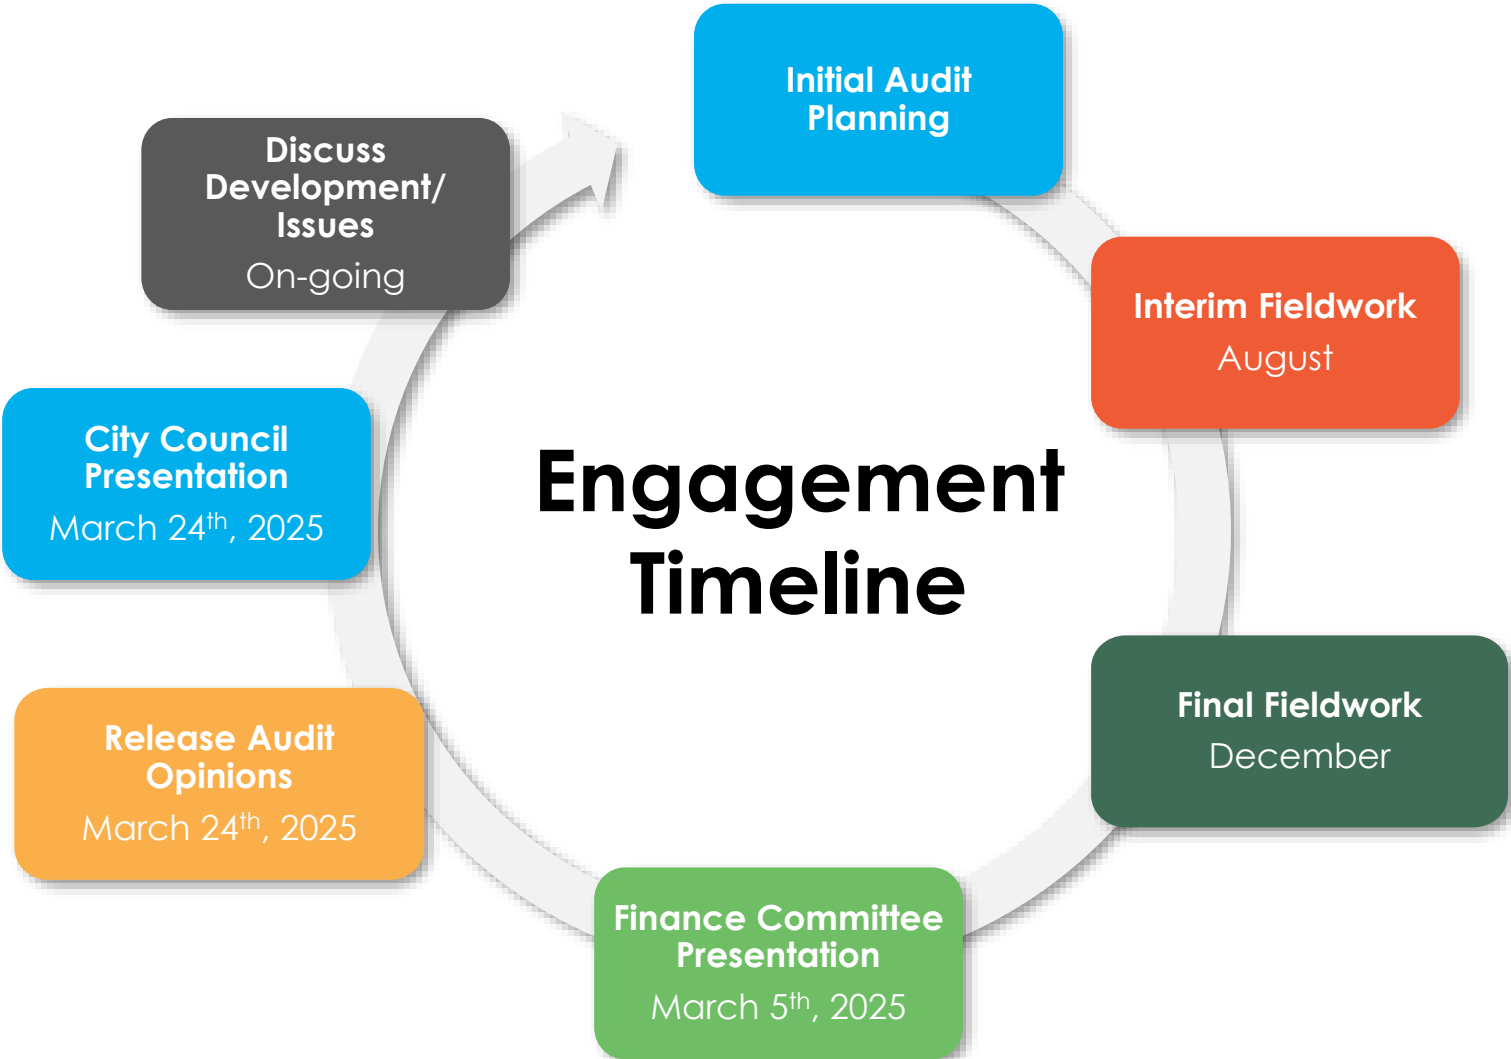 Engagement
Timeline
Initial Audit
Planning
Interim Fieldwork
August
Final Fieldwork
December
Finance Committee
Presentation
March 5th, 2025
Release Audit
Opinions
March 24th, 2025
City Council
Presentation
March 24th, 2025
Discuss
Development/
Issues
On-going